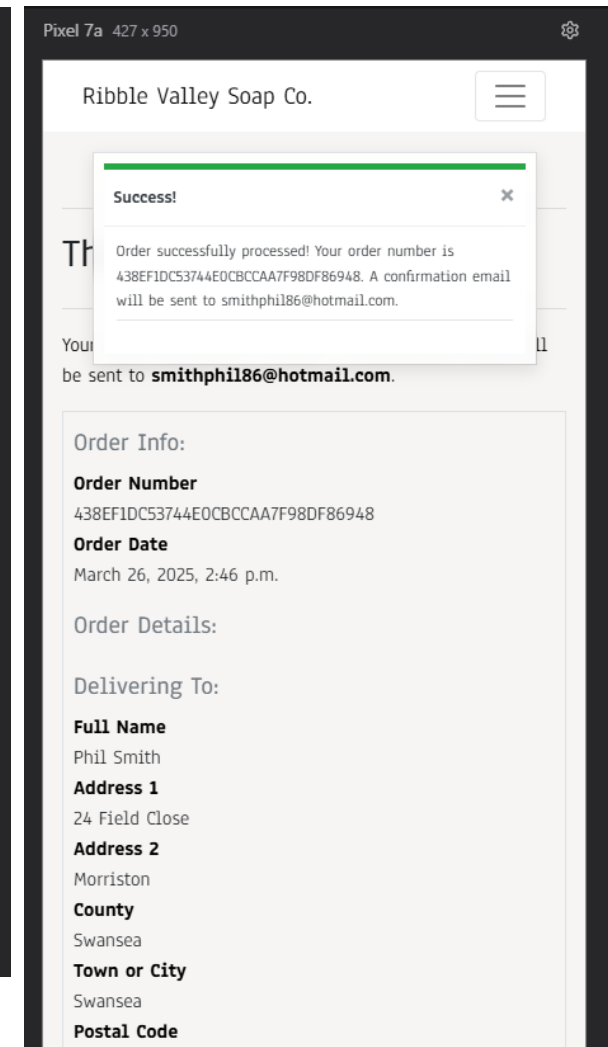 Pixel 7a 427 x 950
Ribble Valley Soap Co.
Success!
Order successfully processed! Your order number is
438EF1DC53744E0CBCCAA7F98DF86948. A confirmation email
will be sent to smithphil86@hotmail.com.
Th
Your
ll
be sent to smithphil86@hotmail.com.
Order Info:
Order Number
438EF1DC53744E0CBCCAA7F98DF86948
Order Date
March 26, 2025, 2:46 p.m.
Order Details:
Delivering To:
Full Name
Phil Smith
Address 1
24 Field Close
Address 2
Morriston
County
Swansea
Town or City
Swansea
Postal Code